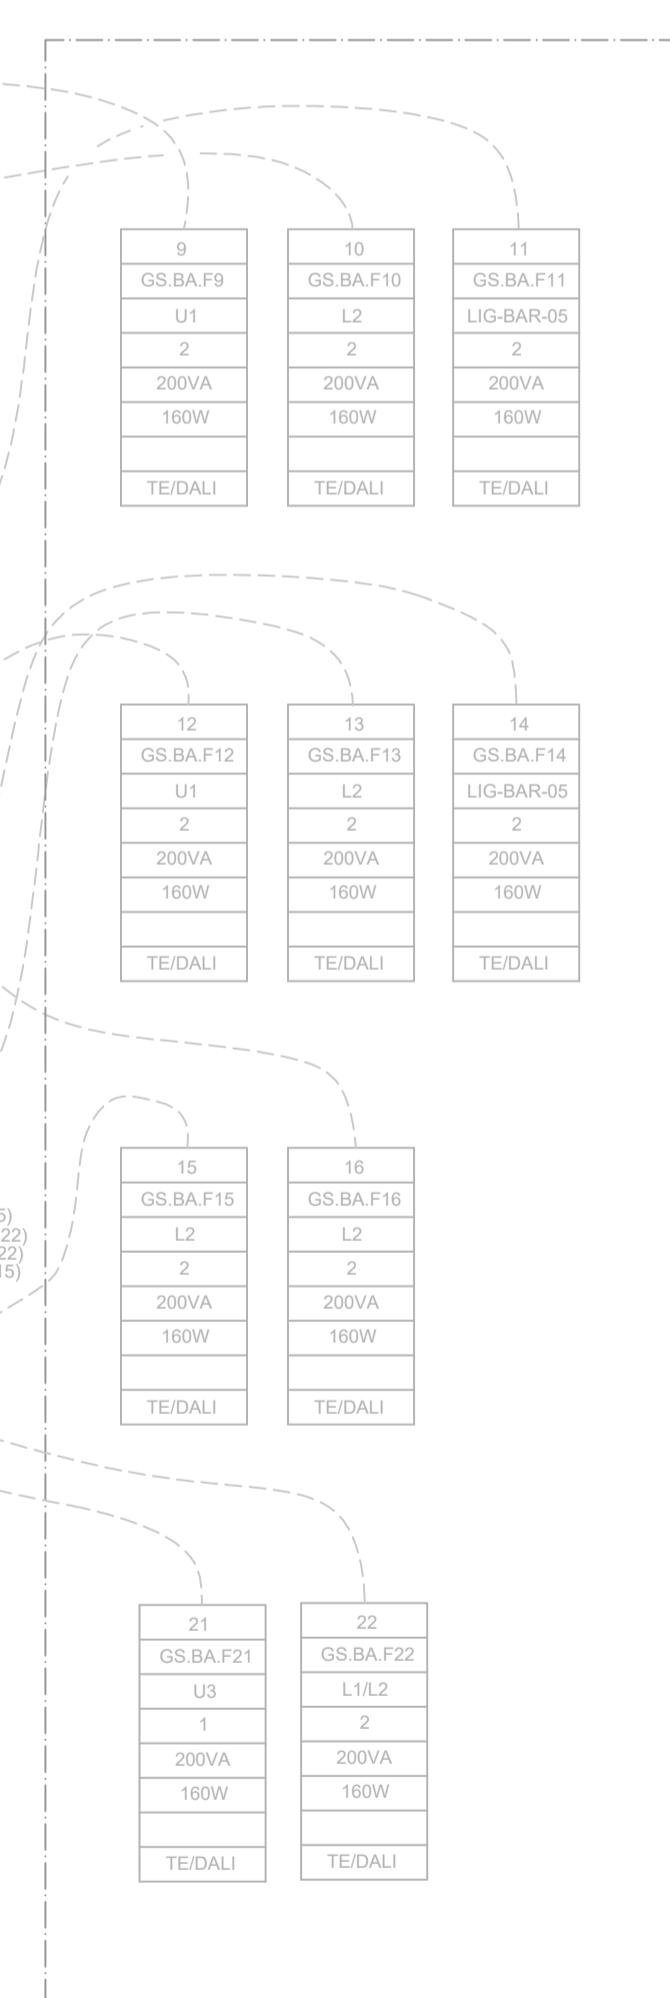 9
GS.BA.F9
U1
2
200VA
160W
TE/DALI
10
GS.BA.F10
L2
2
200VA
160W
TE/DALI
11
GS.BA.F11
LIG-BAR-05
2
200VA
160W
TE/DALI
12
GS.BA.F12
U1
2
200VA
160W
TE/DALI
13
GS.BA.F13
L2
2
200VA
160W
TE/DALI
14
GS.BA.F14
LIG-BAR-05
2
200VA
160W
TE/DALI
5)
22)
22)
15)
15
GS.BA.F15
L2
2
200VA
160W
TE/DALI
16
GS.BA.F16
L2
2
200VA
160W
TE/DALI
21
GS.BA.F21
U3
1
200VA
160W
TE/DALI
22
GS.BA.F22
L1/L2
2
200VA
160W
TE/DALI